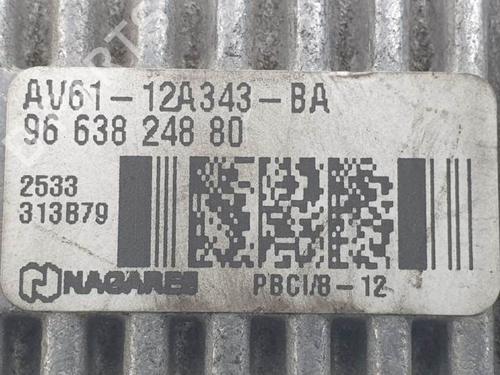 AV61-12A343-BA
96 638 248 80
2533
313B79
NAGARES PBCI/8-12